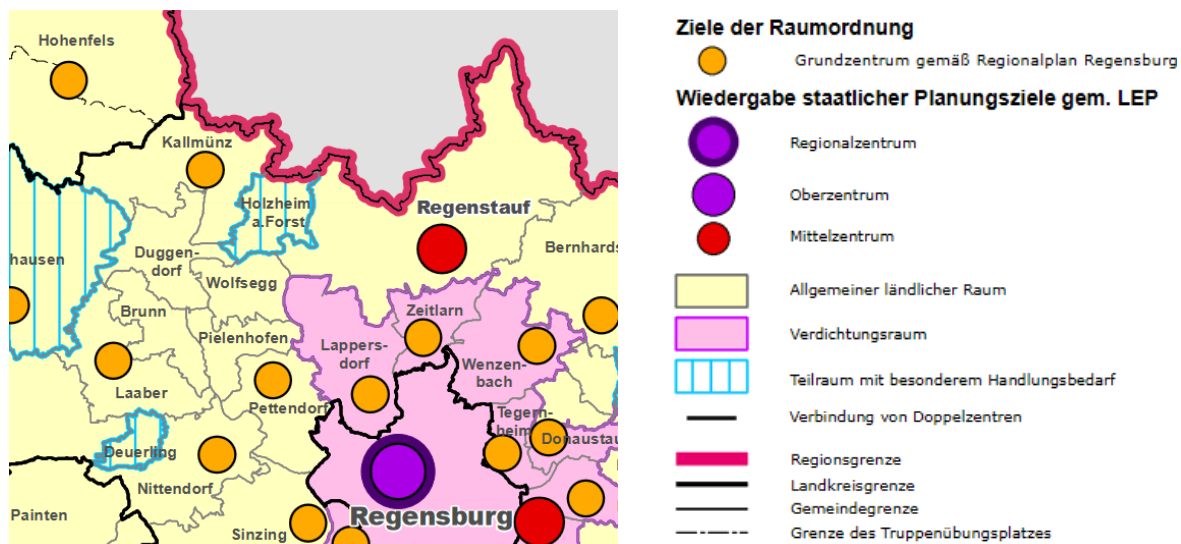 Hohenfels
Kallmünz
Holzheim
a.Forst
Regenstauf
hausen
Duggen-
dorf
Bernhards
Wolfsegg
Brunn
Zeitlarn
Pielenhofen
Lappers-
dorf
Wenzen-
bach
Laaber
Pettendorf
Tegern-
heim
Donaustau
Deuerling
Nittendorf
Painten
Sinzing
Regensburg
Ziele der Raumordnung
Grundzentrum gemäß Regionalplan Regensburg
Wiedergabe staatlicher Planungsziele gem. LEP
Regionalzentrum
Oberzentrum
Mittelzentrum
Allgemeiner ländlicher Raum
Verdichtungsraum
Teilraum mit besonderem Handlungsbedarf
Verbindung von Doppelzentren
Regionsgrenze
Landkreisgrenze
Gemeindegrenze
Grenze des Truppenübungsplatzes